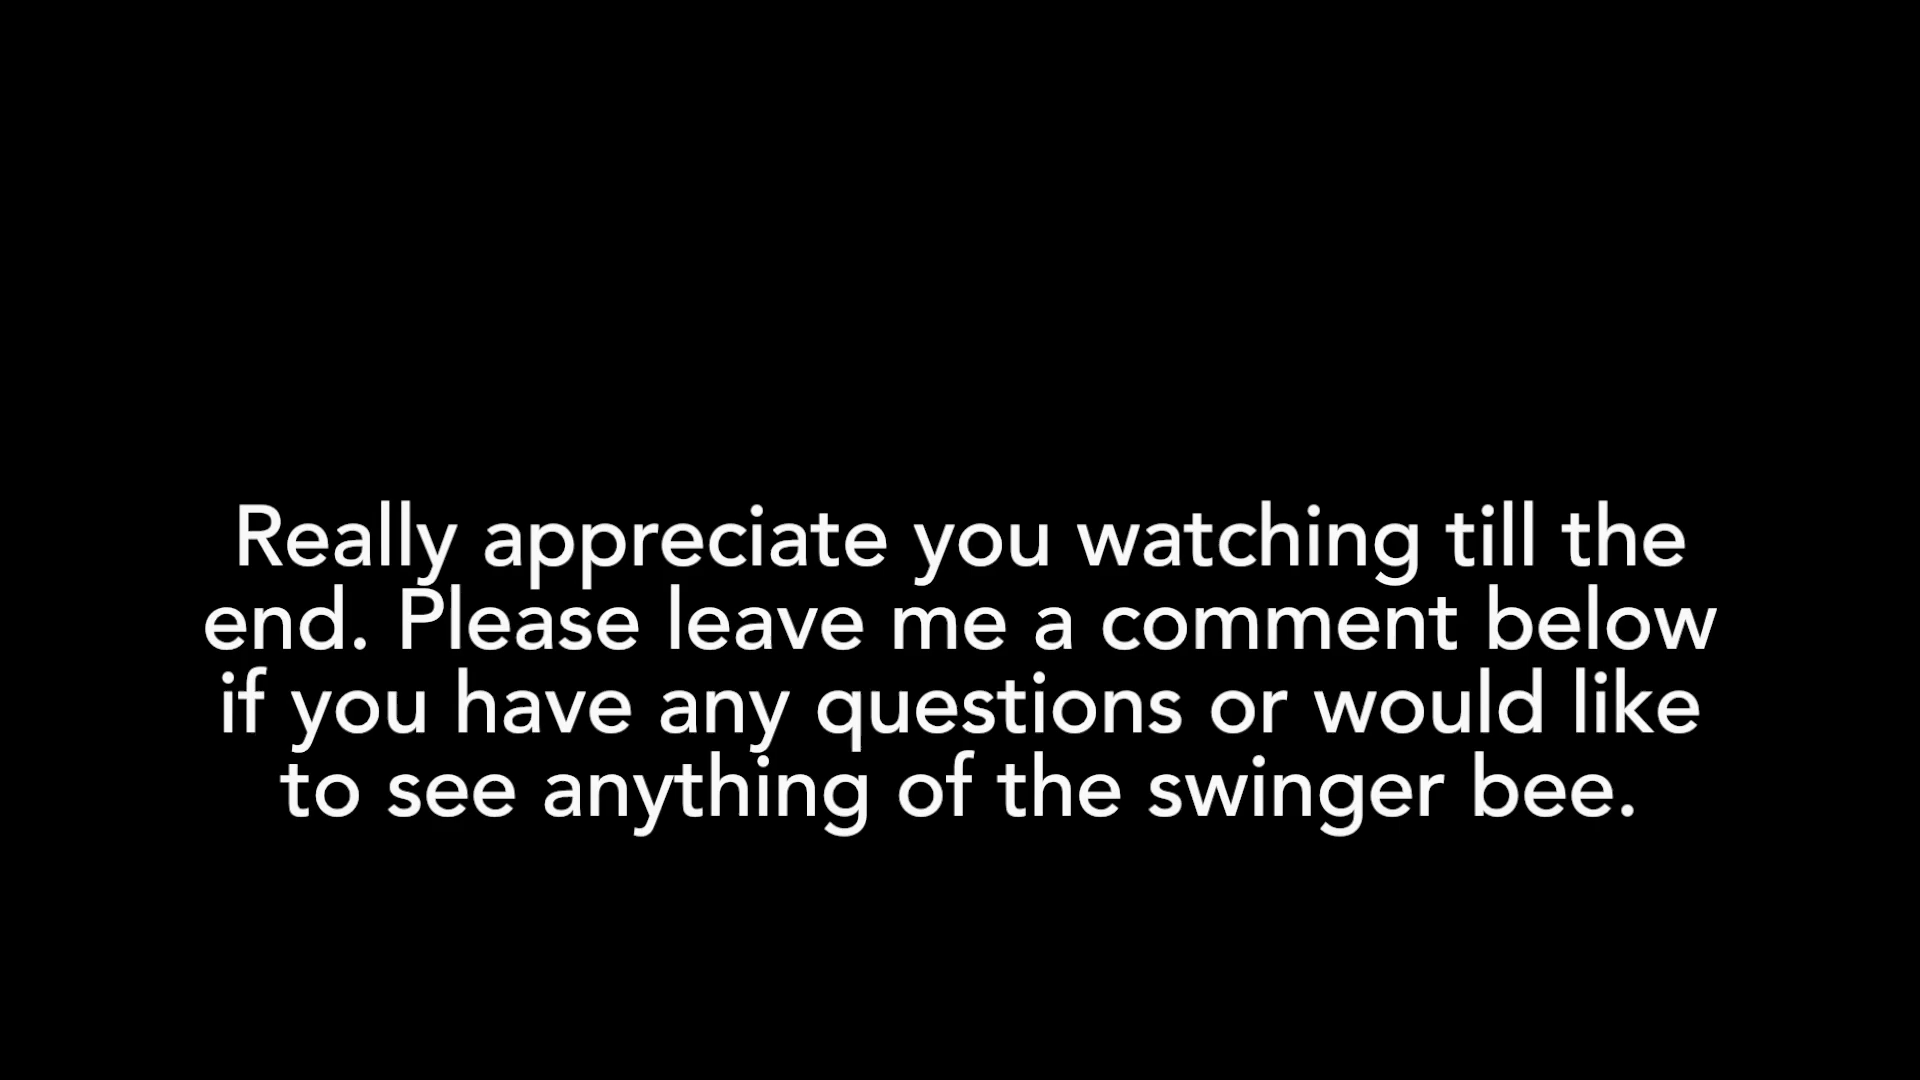 Really appreciate you watching till the
end. Please leave me a comment below
if you have any questions or would like
to see anything of the swinger bee.